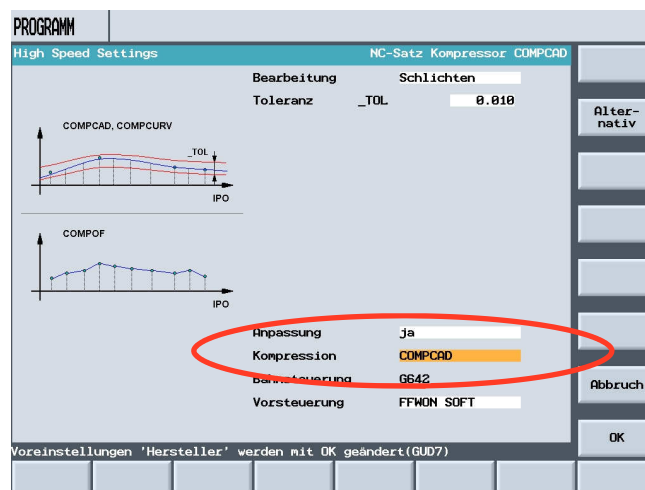 PROGRAMM
High Speed Settings NC-Satz Kompressor COMPCAD
Bearbeitung Schlichten
Toleranz _TOL 0.010
Alter-
nativ
COMPCAD, COMPCURV
_TOL
IPO
COMPOF
IPO
Anpassung ja
Kompression COMPCAD
Bahnsteuerung G642
Abbruch
Vorsteuerung FFWON SOFT
OK
Voreinstellungen 'Hersteller' werden mit OK geändert(GUD7)